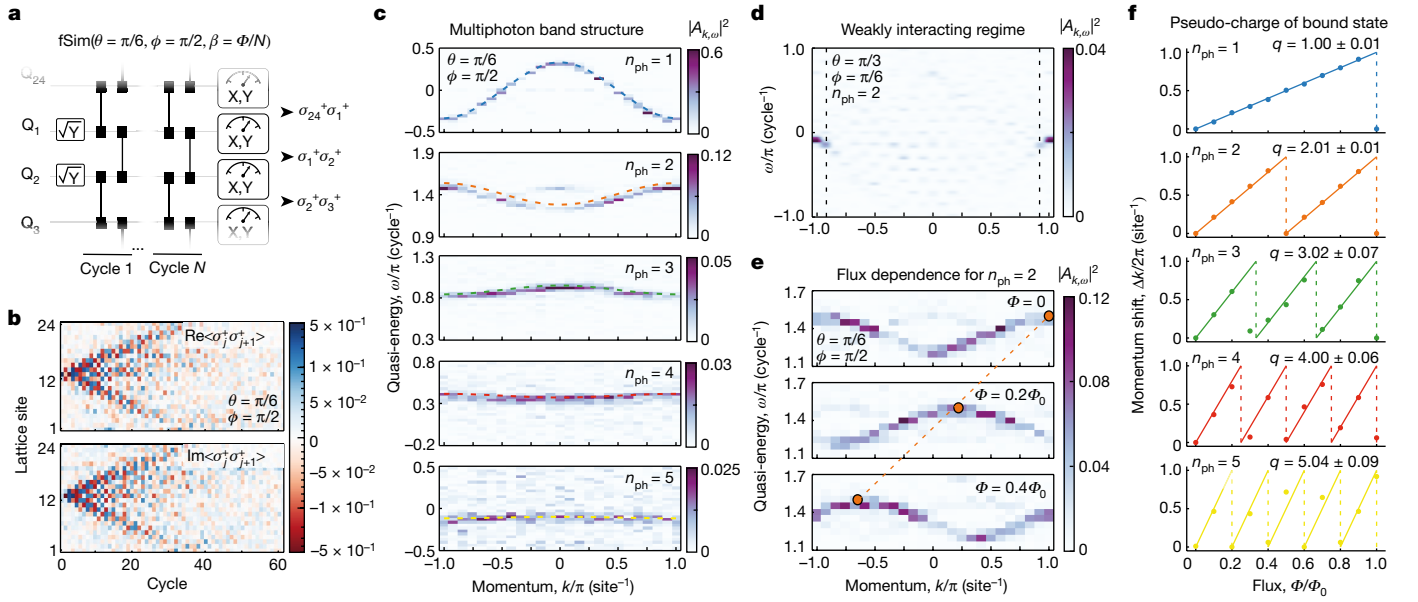 a
fSim(θ = π/6, ϕ = π/2, β = Φ/N)
Q24
Q1
Q2
Q3
√Y
√Y
X,Y
X,Y
X,Y
X,Y
σ24+σ1+
σ1+σ2+
σ2+σ3+
Cycle 1
...
Cycle N
b
Re<σj+σj+1+>
θ = π/6
ϕ = π/2
Im<σj+σj+1+>
Lattice site
24
12
1
24
12
1
0
20
40
60
Cycle
5 × 10−1
5 × 10−2
0
−5 × 10−2
−5 × 10−1
c
Multiphoton band structure
|Ak,ω|2
θ = π/6
ϕ = π/2
nph = 1
0.5
0
−0.5
0.6
0
nph = 2
1.9
1.4
0.9
0.12
0
nph = 3
1.3
0.8
0.3
0.05
0
nph = 4
0.8
0.3
−0.2
0.03
0
nph = 5
0.5
0
−0.5
0.025
0
Quasi-energy, ω/π (cycle−1)
−1.0
−0.5
0
0.5
1.0
Momentum, k/π (site−1)
d
Weakly interacting regime
|Ak,ω|2
θ = π/3
ϕ = π/6
nph = 2
ω/π (cycle−1)
1.0
0
−1.0
−1.0
−0.5
0
0.5
1.0
0.04
0
e
Flux dependence for nph = 2
|Ak,ω|2
Φ = 0
θ = π/6
ϕ = π/2
1.7
1.4
1.1
Φ = 0.2Φ0
1.7
1.4
1.1
Φ = 0.4Φ0
1.7
1.4
1.1
Quasi-energy, ω/π (cycle−1)
−1.0
−0.5
0
0.5
1.0
Momentum, k/π (site−1)
0.12
0.08
0.04
0
f
Pseudo-charge of bound state
nph = 1
q = 1.00 ± 0.01
1.0
0.5
0
nph = 2
q = 2.01 ± 0.01
1.0
0.5
0
nph = 3
q = 3.02 ± 0.07
1.0
0.5
0
nph = 4
q = 4.00 ± 0.06
1.0
0.5
0
nph = 5
q = 5.04 ± 0.09
1.0
0.5
0
Momentum shift, Δk/2π (site−1)
0
0.2
0.4
0.6
0.8
1.0
Flux, Φ/Φ0